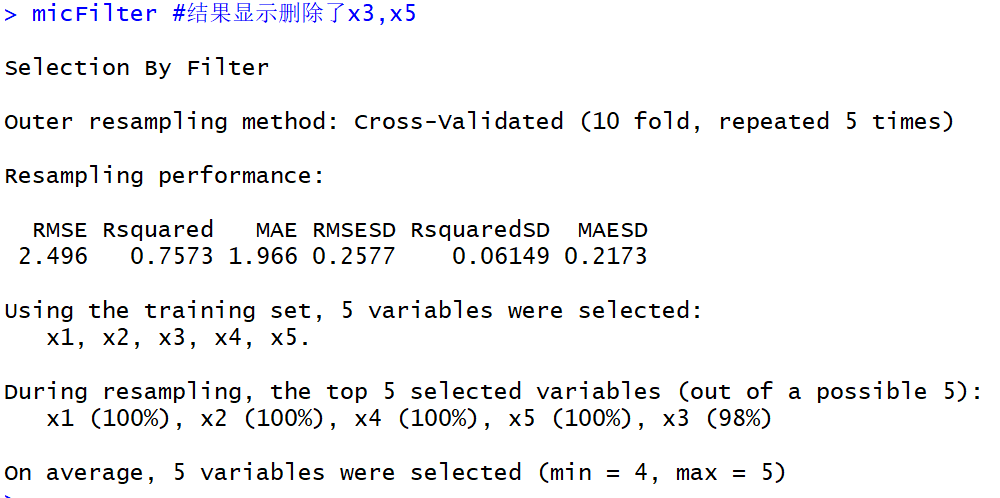 > micFilter #结果显示删除了x3,x5
Selection By Filter
Outer resampling method: Cross-Validated (10 fold, repeated 5 times)
Resampling performance:
RMSE Rsquared MAE RMSESD RsquaredSD MAESD
2.496 0.7573 1.966 0.2577 0.06149 0.2173
Using the training set, 5 variables were selected:
x1, x2, x3, x4, x5.
During resampling, the top 5 selected variables (out of a possible 5):
x1 (100%), x2 (100%), x4 (100%), x5 (100%), x3 (98%)
On average, 5 variables were selected (min = 4, max = 5)